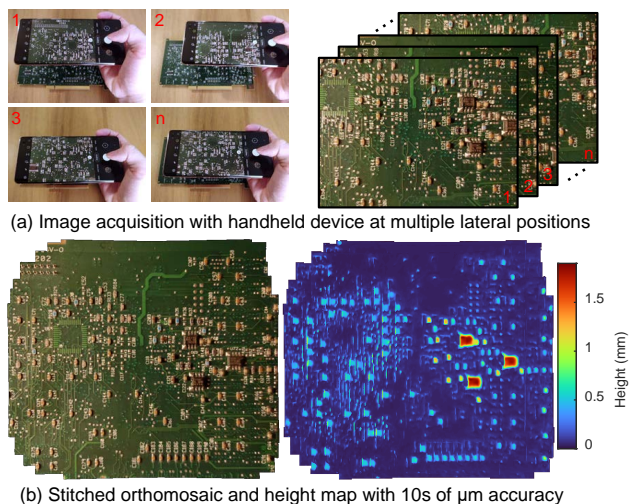 1
2
3
n
1
2
3
n
(a) Image acquisition with handheld device at multiple lateral positions
V-O
202
Height (mm)
1.5
1
0.5
0
(b) Stitched orthomosaic and height map with 10s of µm accuracy